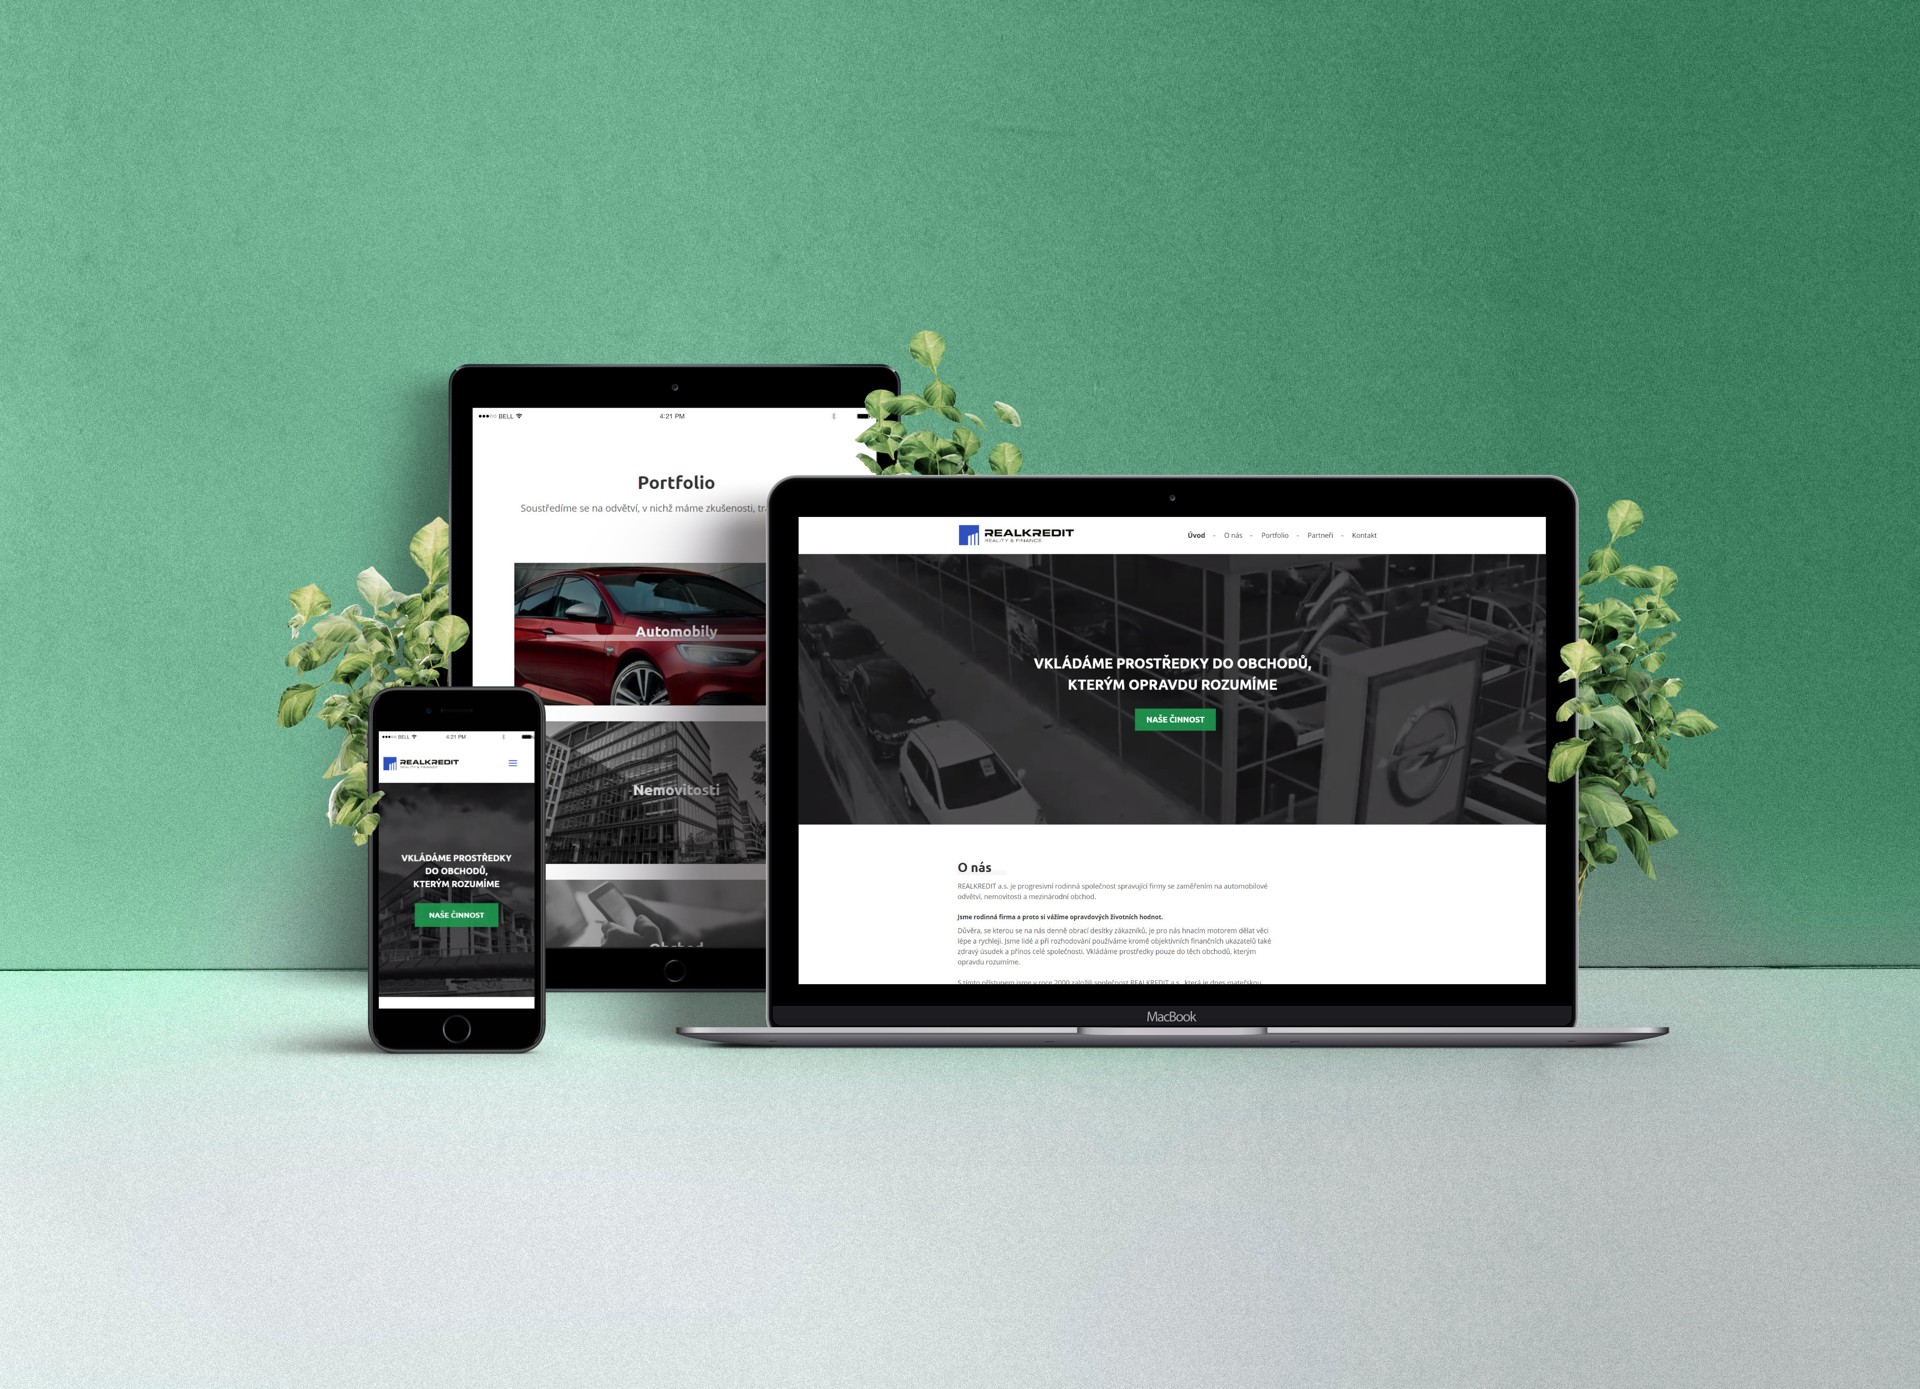 ●●●○○ BELL
4:21 PM
Portfolio
Soustředíme se na odvětví, v nichž máme zkušenosti,
Automobily
Nemovitosti
Obchod
●●●○○ BELL
4:21 PM
REALKREDIT
REALITY & FINANCE
VKLÁDÁME PROSTŘEDKY
DO OBCHODŮ,
KTERÝM ROZUMÍME
NAŠE ČINNOST
REALKREDIT
REALITY & FINANCE
Úvod - O nás - Portfolio - Partneři - Kontakt
VKLÁDÁME PROSTŘEDKY DO OBCHODŮ,
KTERÝM OPRAVDU ROZUMÍME
NAŠE ČINNOST
O nás
REALKREDIT a.s. je progresivní rodinná společnost spravující firmy se zaměřením na automobilové
odvětví, nemovitosti a mezinárodní obchod.
Jsme rodinná firma a proto si vážíme opravdových životních hodnot.
Důvěra, se kterou se na nás denně obrací desítky zákazníků, je pro nás hnacím motorem dělat věci
lépe a rychleji. Jsme lidé a při rozhodování používáme kromě objektivních finančních ukazatelů také
zdravý úsudek a přínos celé společnosti. Vkládáme prostředky pouze do těch obchodů, kterým
opravdu rozumíme.
S tímto přístupem jsme v roce 2000 založili společnost REALKREDIT a.s., která je dnes mateřskou
MacBook